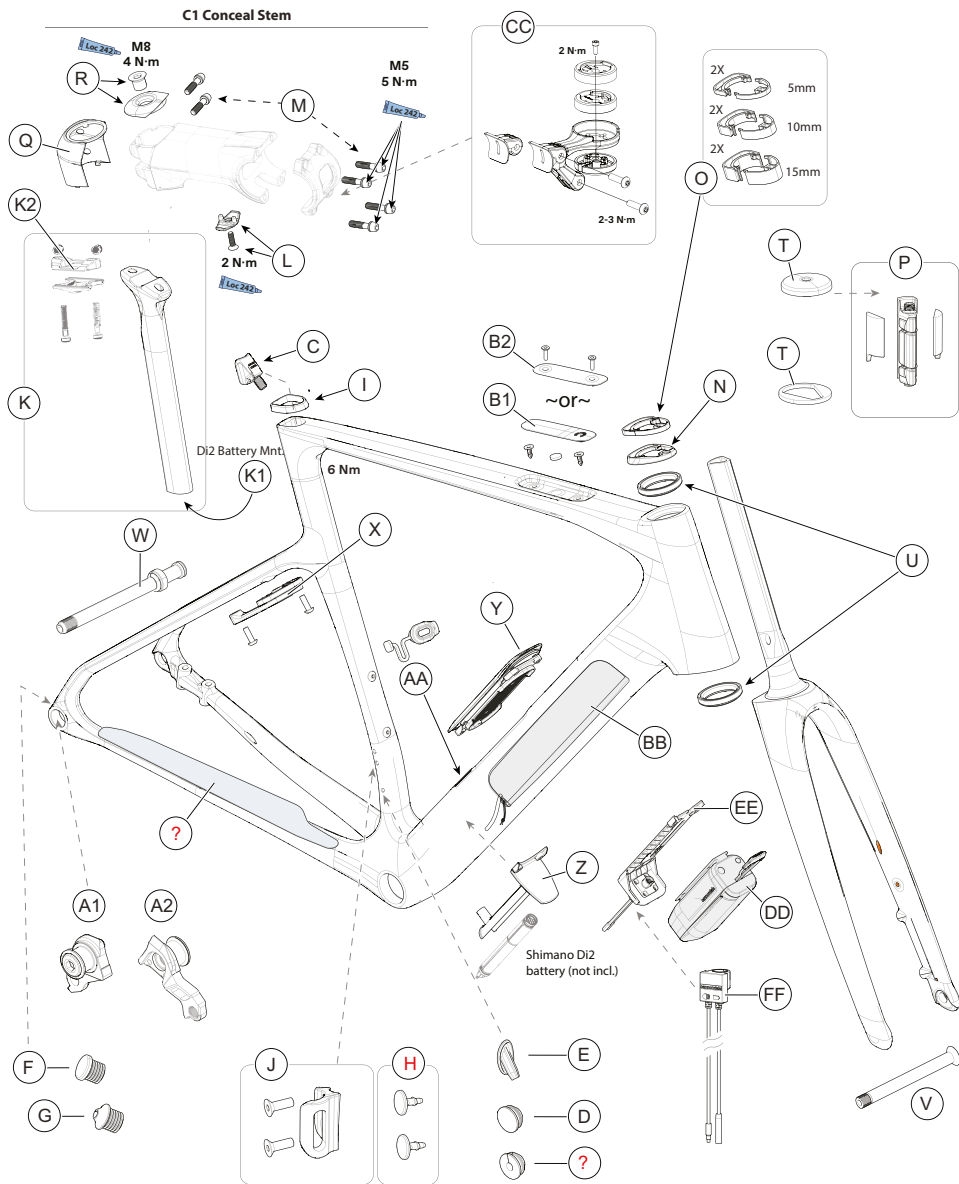 C1 Conceal Stem
Loc 242
M8
4 N·m
R
Q
M
M5
5 N·m
Loc 242
L
2 N·m
Loc 242
CC
2 N·m
2-3 N·m
2X
5mm
2X
10mm
2X
15mm
O
K2
K
K1
Di2 Battery Mnt.
6 Nm
C
I
B2
~or~
B1
N
T
T
P
U
W
X
Y
AA
BB
?
A1
A2
Z
Shimano Di2
battery (not incl.)
EE
DD
FF
F
G
J
H
E
D
?
V